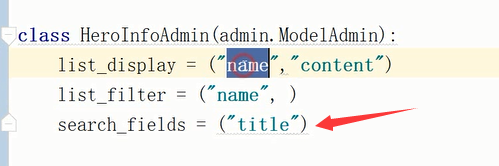 class HeroInfoAdmin(admin.ModelAdmin):
    list_display = ("name","content")
    list_filter = ("name", )
    search_fields = ("title")